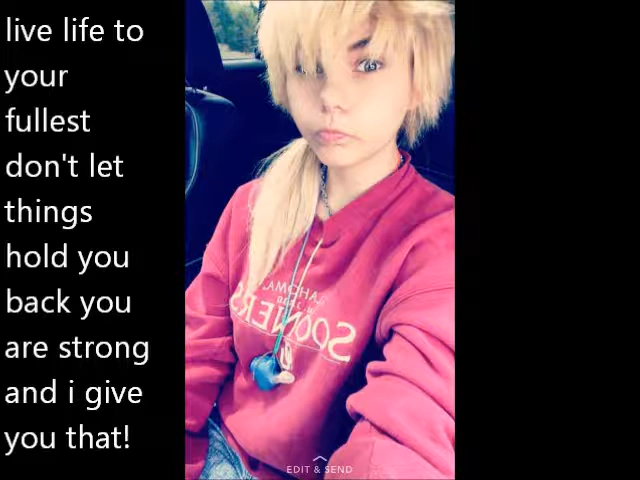 live life to
your
fullest
don't let
things
hold you
back you
are strong
and i give
you that!
SOONERS
EDIT & SEND